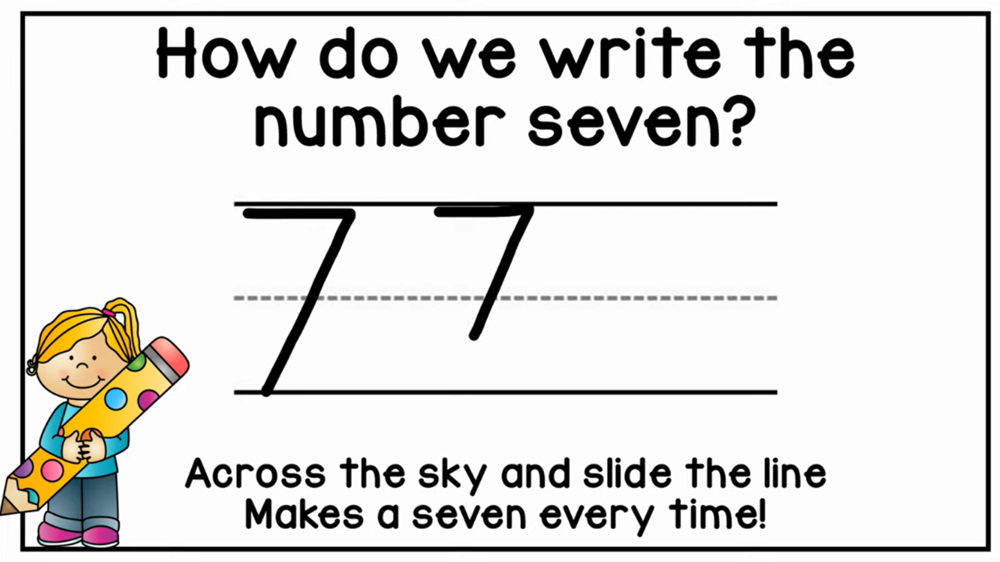 How do we write the
number seven?
7 7
Across the sky and slide the line
Makes a seven every time!